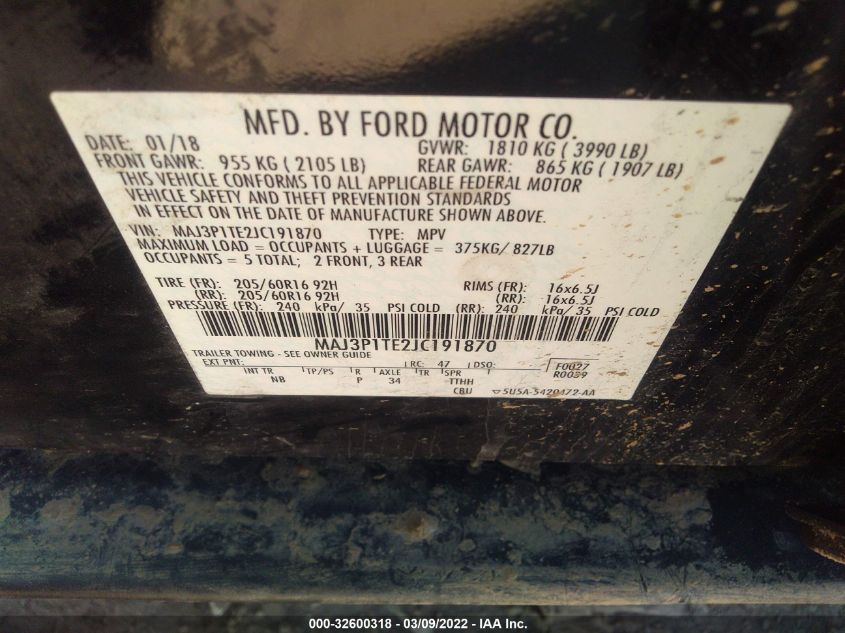 MFD. BY FORD MOTOR CO.
DATE: 01/18 GVWR: 1810 KG ( 3990 LB)
FRONT GAWR: 955 KG ( 2105 LB) REAR GAWR: 865 KG ( 1907 LB)
THIS VEHICLE CONFORMS TO ALL APPLICABLE FEDERAL MOTOR
VEHICLE SAFETY AND THEFT PREVENTION STANDARDS
IN EFFECT ON THE DATE OF MANUFACTURE SHOWN ABOVE.
VIN: MAJ3P1TE2JC191870 TYPE: MPV
MAXIMUM LOAD = OCCUPANTS + LUGGAGE = 375KG/ 827LB
OCCUPANTS = 5 TOTAL; 2 FRONT, 3 REAR
TIRE (FR): 205/60R16 92H RIMS (FR): 16x6.5J
(RR): 205/60R16 92H (RR): 16x6.5J
PRESSURE (FR): 240 kPa/ 35 PSI COLD (RR): 240 kPa/ 35 PSI COLD
MAJ3P1TE2JC191870
TRAILER TOWING - SEE OWNER GUIDE
EXT PNT: RC: 47 DSO: F0027
R0039
INT TR TP/PS R AXLE TR SPR
NB P 34 TTHH
CBU 5U5A-5420472-AA
000-32600318 - 03/09/2022 - IAA Inc.